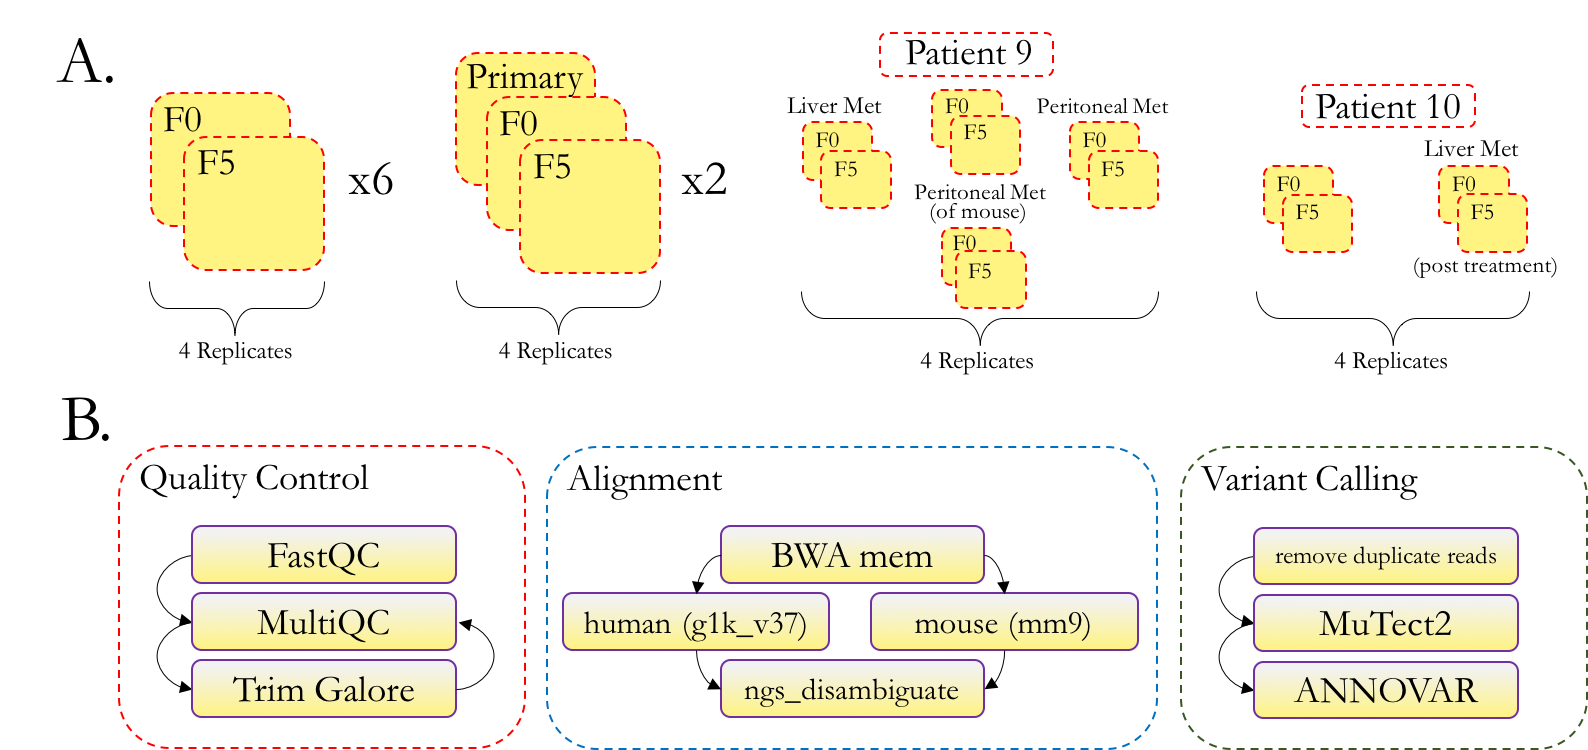 A.
F0
F5
x6
4 Replicates
Primary
F0
F5
x2
4 Replicates
Patient 9
Liver Met
F0
F5
F0
F5
Peritoneal Met
F0
F5
Peritoneal Met
(of mouse)
F0
F5
4 Replicates
Patient 10
F0
F5
Liver Met
F0
F5
(post treatment)
4 Replicates
B.
Quality Control
FastQC
MultiQC
Trim Galore
Alignment
BWA mem
human (g1k_v37)
mouse (mm9)
ngs_disambiguate
Variant Calling
remove duplicate reads
MuTect2
ANNOVAR